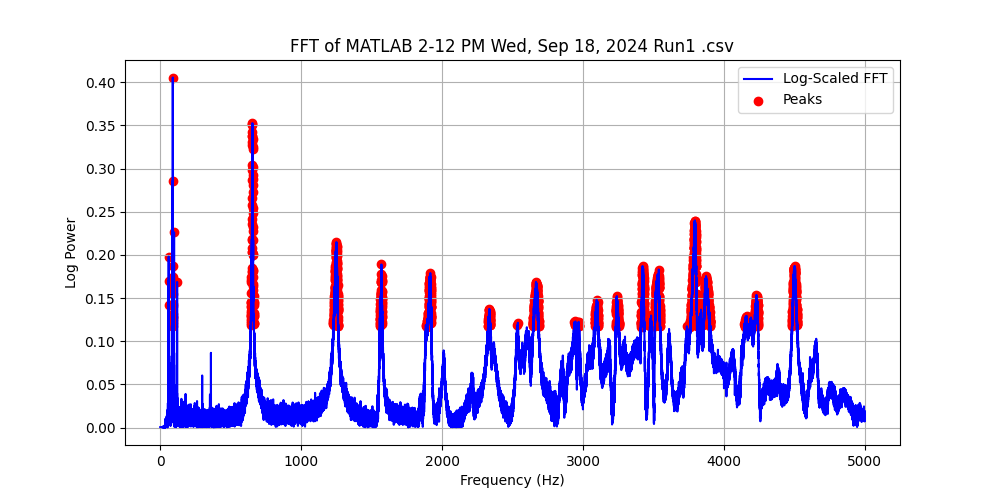 FFT of MATLAB 2-12 PM Wed, Sep 18, 2024 Run1 .csv
Log-Scaled FFT
Peaks
Log Power
0.40
0.35
0.30
0.25
0.20
0.15
0.10
0.05
0.00
0 1000 2000 3000 4000 5000
Frequency (Hz)